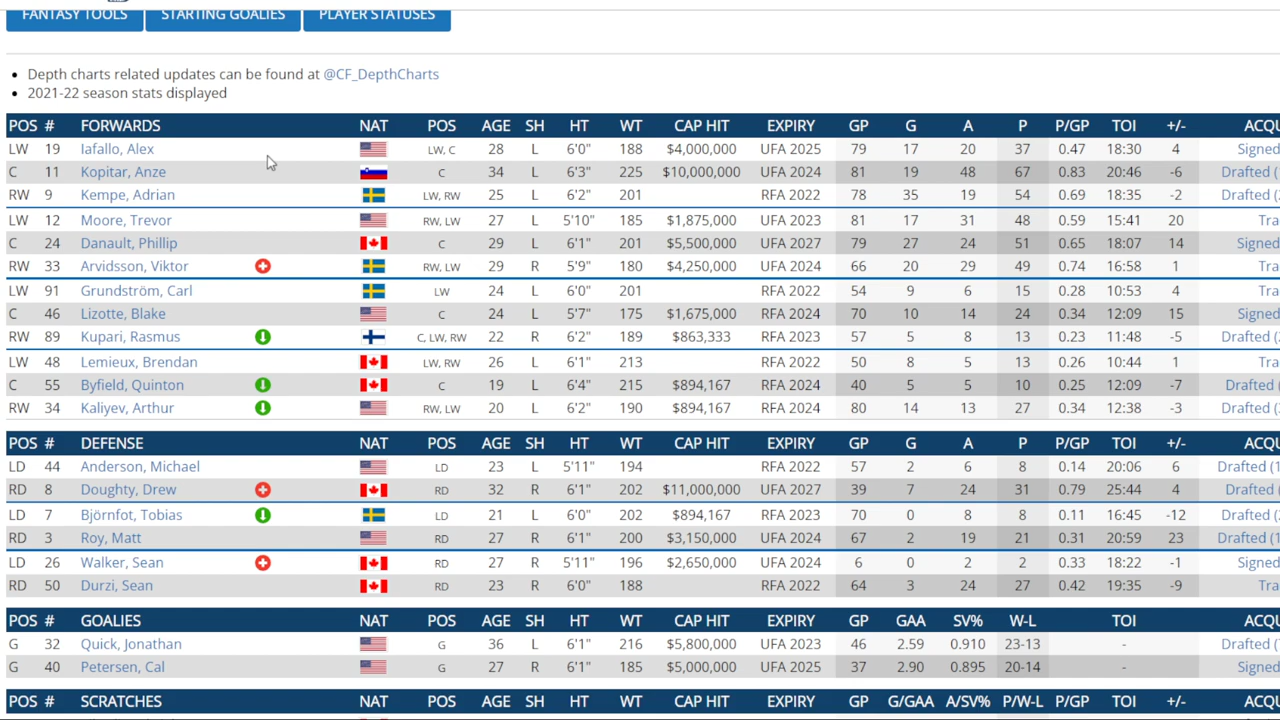 FANTASY TOOLS STARTING GOALIES PLAYER STATUSES
Depth charts related updates can be found at @CF_DepthCharts
2021-22 season stats displayed
POS # FORWARDS NAT POS AGE SH HT WT CAP HIT EXPIRY GP G A P P/GP TOI +/- ACQU
LW 19 Iafallo, Alex LW, C 28 L 6'0" 188 $4,000,000 UFA 2025 79 17 20 37 0.47 18:30 4 Signed
C 11 Kopitar, Anze C 34 L 6'3" 225 $10,000,000 UFA 2024 81 19 48 67 0.83 20:46 -6 Drafted (
RW 9 Kempe, Adrian LW, RW 25 L 6'2" 201 UFA 2022 78 35 19 54 0.69 18:35 -2 Drafted (
LW 12 Moore, Trevor RW, LW 27 L 5'10" 185 $1,875,000 UFA 2023 81 17 31 48 0.59 15:41 20 Tra
C 24 Danault, Phillip C 29 L 6'1" 201 $5,500,000 UFA 2027 79 27 24 51 0.65 18:07 14 Signed
RW 33 Arvidsson, Viktor RW, LW 29 R 5'9" 180 $4,250,000 UFA 2024 66 20 29 49 0.74 16:58 1 Tra
LW 91 Grundström, Carl LW 24 L 6'0" 201 RFA 2022 54 9 6 15 0.28 10:53 4 Tra
C 46 Lizotte, Blake C 24 L 5'7" 175 $1,675,000 RFA 2024 70 10 14 24 0.34 12:09 15 Signed
RW 89 Kupari, Rasmus C, LW, RW 22 R 6'2" 189 $863,333 RFA 2023 57 5 8 13 0.23 11:48 -5 Drafted (
LW 48 Lemieux, Brendan LW, RW 26 L 6'1" 213 RFA 2022 50 8 5 13 0.26 10:44 1 Tra
C 55 Byfield, Quinton C 19 L 6'4" 215 $894,167 RFA 2024 40 5 5 10 0.25 12:09 -7 Drafted (
RW 34 Kaliyev, Arthur RW, LW 20 L 6'2" 190 $894,167 RFA 2024 80 14 13 27 0.34 12:38 -3 Drafted (
POS # DEFENSE NAT POS AGE SH HT WT CAP HIT EXPIRY GP G A P P/GP TOI +/- ACQU
LD 44 Anderson, Michael LD 23 L 5'11" 194 RFA 2022 57 2 6 8 0.14 20:06 6 Drafted (1
RD 8 Doughty, Drew RD 32 R 6'1" 202 $11,000,000 UFA 2027 39 7 24 31 0.79 25:44 4 Drafted (
LD 7 Björnfot, Tobias LD 21 L 6'0" 202 $894,167 RFA 2023 70 0 8 8 0.11 16:45 -12 Drafted (
RD 3 Roy, Matt RD 27 R 6'1" 200 $3,150,000 UFA 2024 67 2 19 21 0.31 20:59 23 Drafted (1
LD 26 Walker, Sean RD 27 R 5'11" 196 $2,650,000 UFA 2024 6 0 2 2 0.33 18:22 -1 Signed
RD 50 Durzi, Sean RD 23 R 6'0" 188 RFA 2022 64 3 24 27 0.42 19:35 -9 Tra
POS # GOALIES NAT POS AGE SH HT WT CAP HIT EXPIRY GP GAA SV% W-L TOI ACQU
G 32 Quick, Jonathan G 36 L 6'1" 216 $5,800,000 UFA 2023 46 2.59 0.910 23-13 - Drafted (
G 40 Petersen, Cal G 27 R 6'1" 185 $5,000,000 UFA 2025 37 2.90 0.895 20-14 - Signed
POS # SCRATCHES NAT POS AGE SH HT WT CAP HIT EXPIRY GP G/GAA A/SV% P/W-L P/GP TOI +/- ACQU